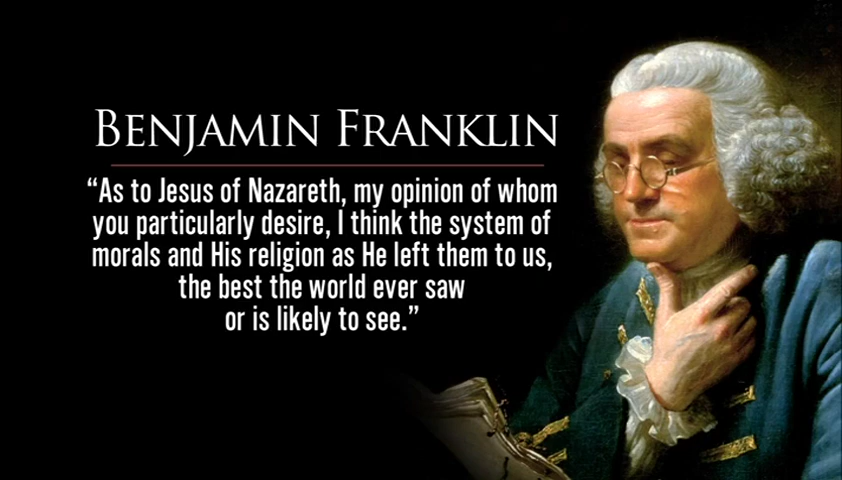 BENJAMIN FRANKLIN
“As to Jesus of Nazareth, my opinion of whom
you particularly desire, I think the system of
morals and His religion as He left them to us,
the best the world ever saw
or is likely to see.”